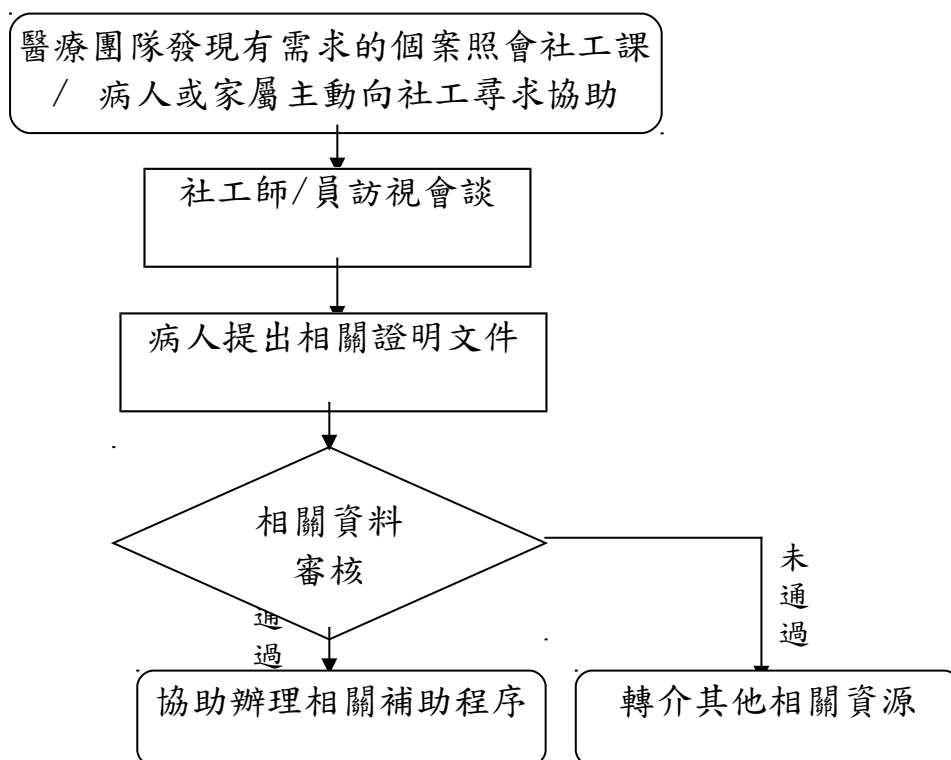 醫療團隊發現有需求的個案照會社工課
/ 病人或家屬主動向社工尋求協助
社工師/員訪視會談
病人提出相關證明文件
相關資料
審核
未通過
通過
協助辦理相關補助程序
轉介其他相關資源